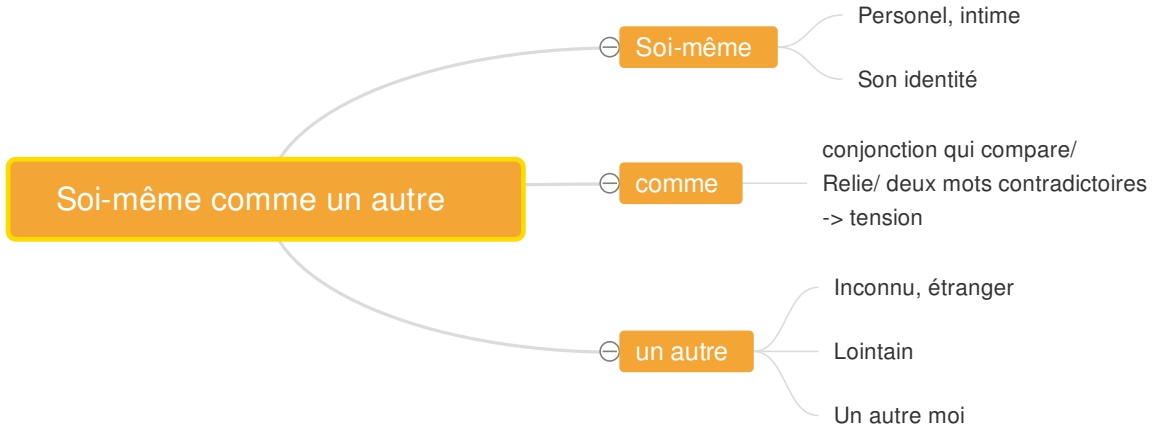 Soi-même comme un autre
Soi-même
Personel, intime
Son identité
comme
conjonction qui compare/
Relie/ deux mots contradictoires
-> tension
un autre
Inconnu, étranger
Lointain
Un autre moi